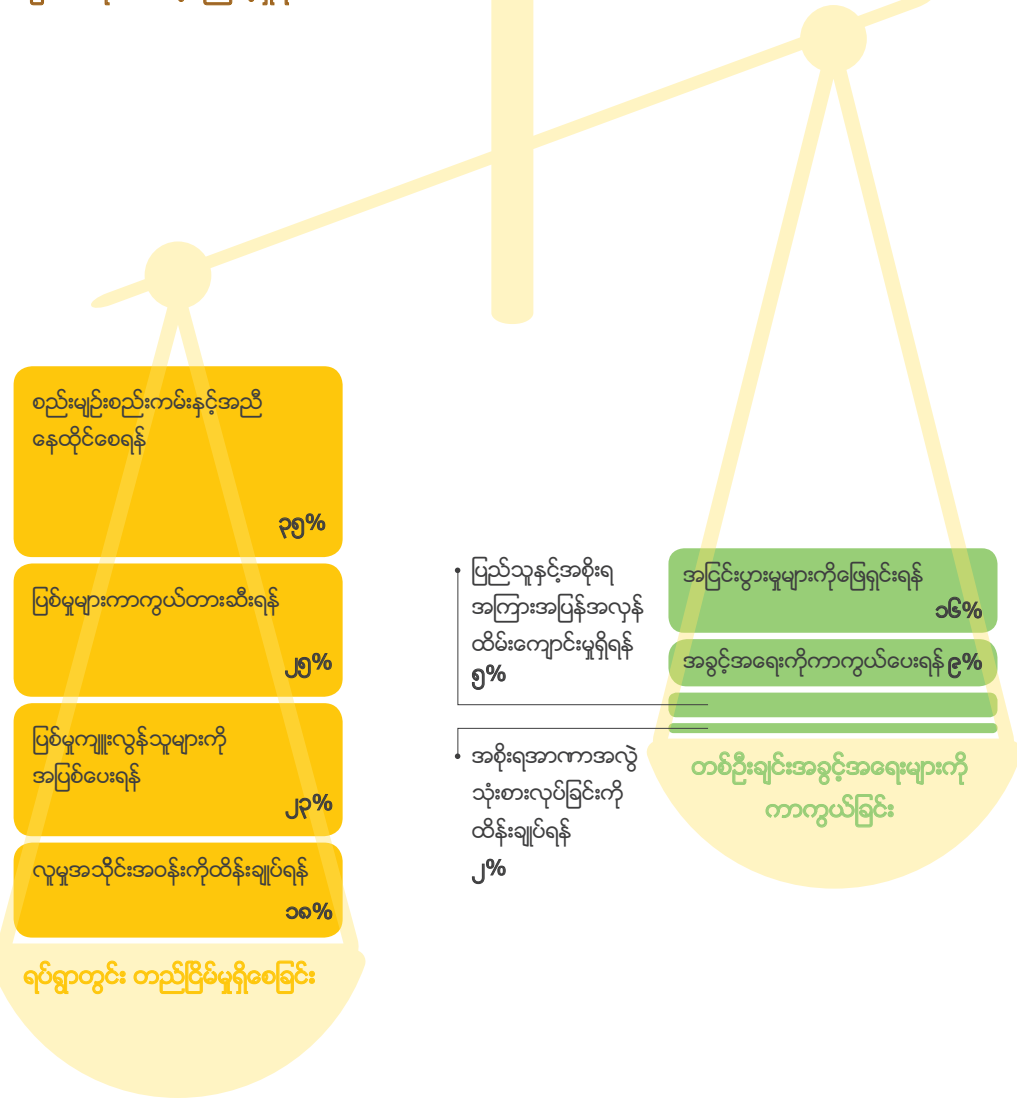 စည်းမျဉ်းစည်းကမ်းနှင့်အညီ
နေထိုင်စေရန်
၃၅%
ပြစ်မှုများကာကွယ်တားဆီးရန်
၂၅%
ပြစ်မှုကျူးလွန်သူများကို
အပြစ်ပေးရန်
၂၃%
လူမှုအသိုင်းအဝန်းကိုထိန်းချုပ်ရန်
၁၈%
ရပ်ရွာတွင်း တည်ငြိမ်မှုရှိစေခြင်း
• ပြည်သူနှင့်အစိုးရ
အကြားအပြန်အလှန်
ထိမ်းကျောင်းမှုရှိရန်
၅%
• အစိုးရအာဏာအလွဲ
သုံးစားလုပ်ခြင်းကို
ထိန်းချုပ်ရန်
၂%
အငြင်းပွားမှုများကိုဖြေရှင်းရန်
၁၆%
အခွင့်အရေးကိုကာကွယ်ပေးရန် ၉%
တစ်ဦးချင်းအခွင့်အရေးများကို
ကာကွယ်ခြင်း